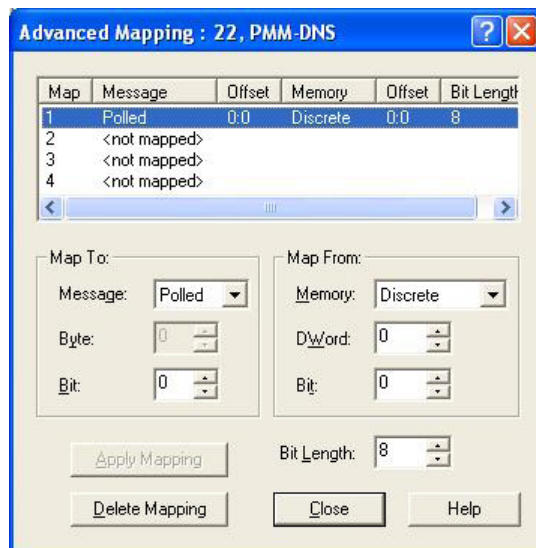 Advanced Mapping : 22, PMM-DNS
Map Message Offset Memory Offset Bit Length
1 Polled 0:0 Discrete 0:0 8
2 <not mapped>
3 <not mapped>
4 <not mapped>
Map To: Map From:
Message: Polled Memory: Discrete
Byte: 0 DWord: 0
Bit: 0 Bit: 0
Apply Mapping Bit Length: 8
Delete Mapping Close Help